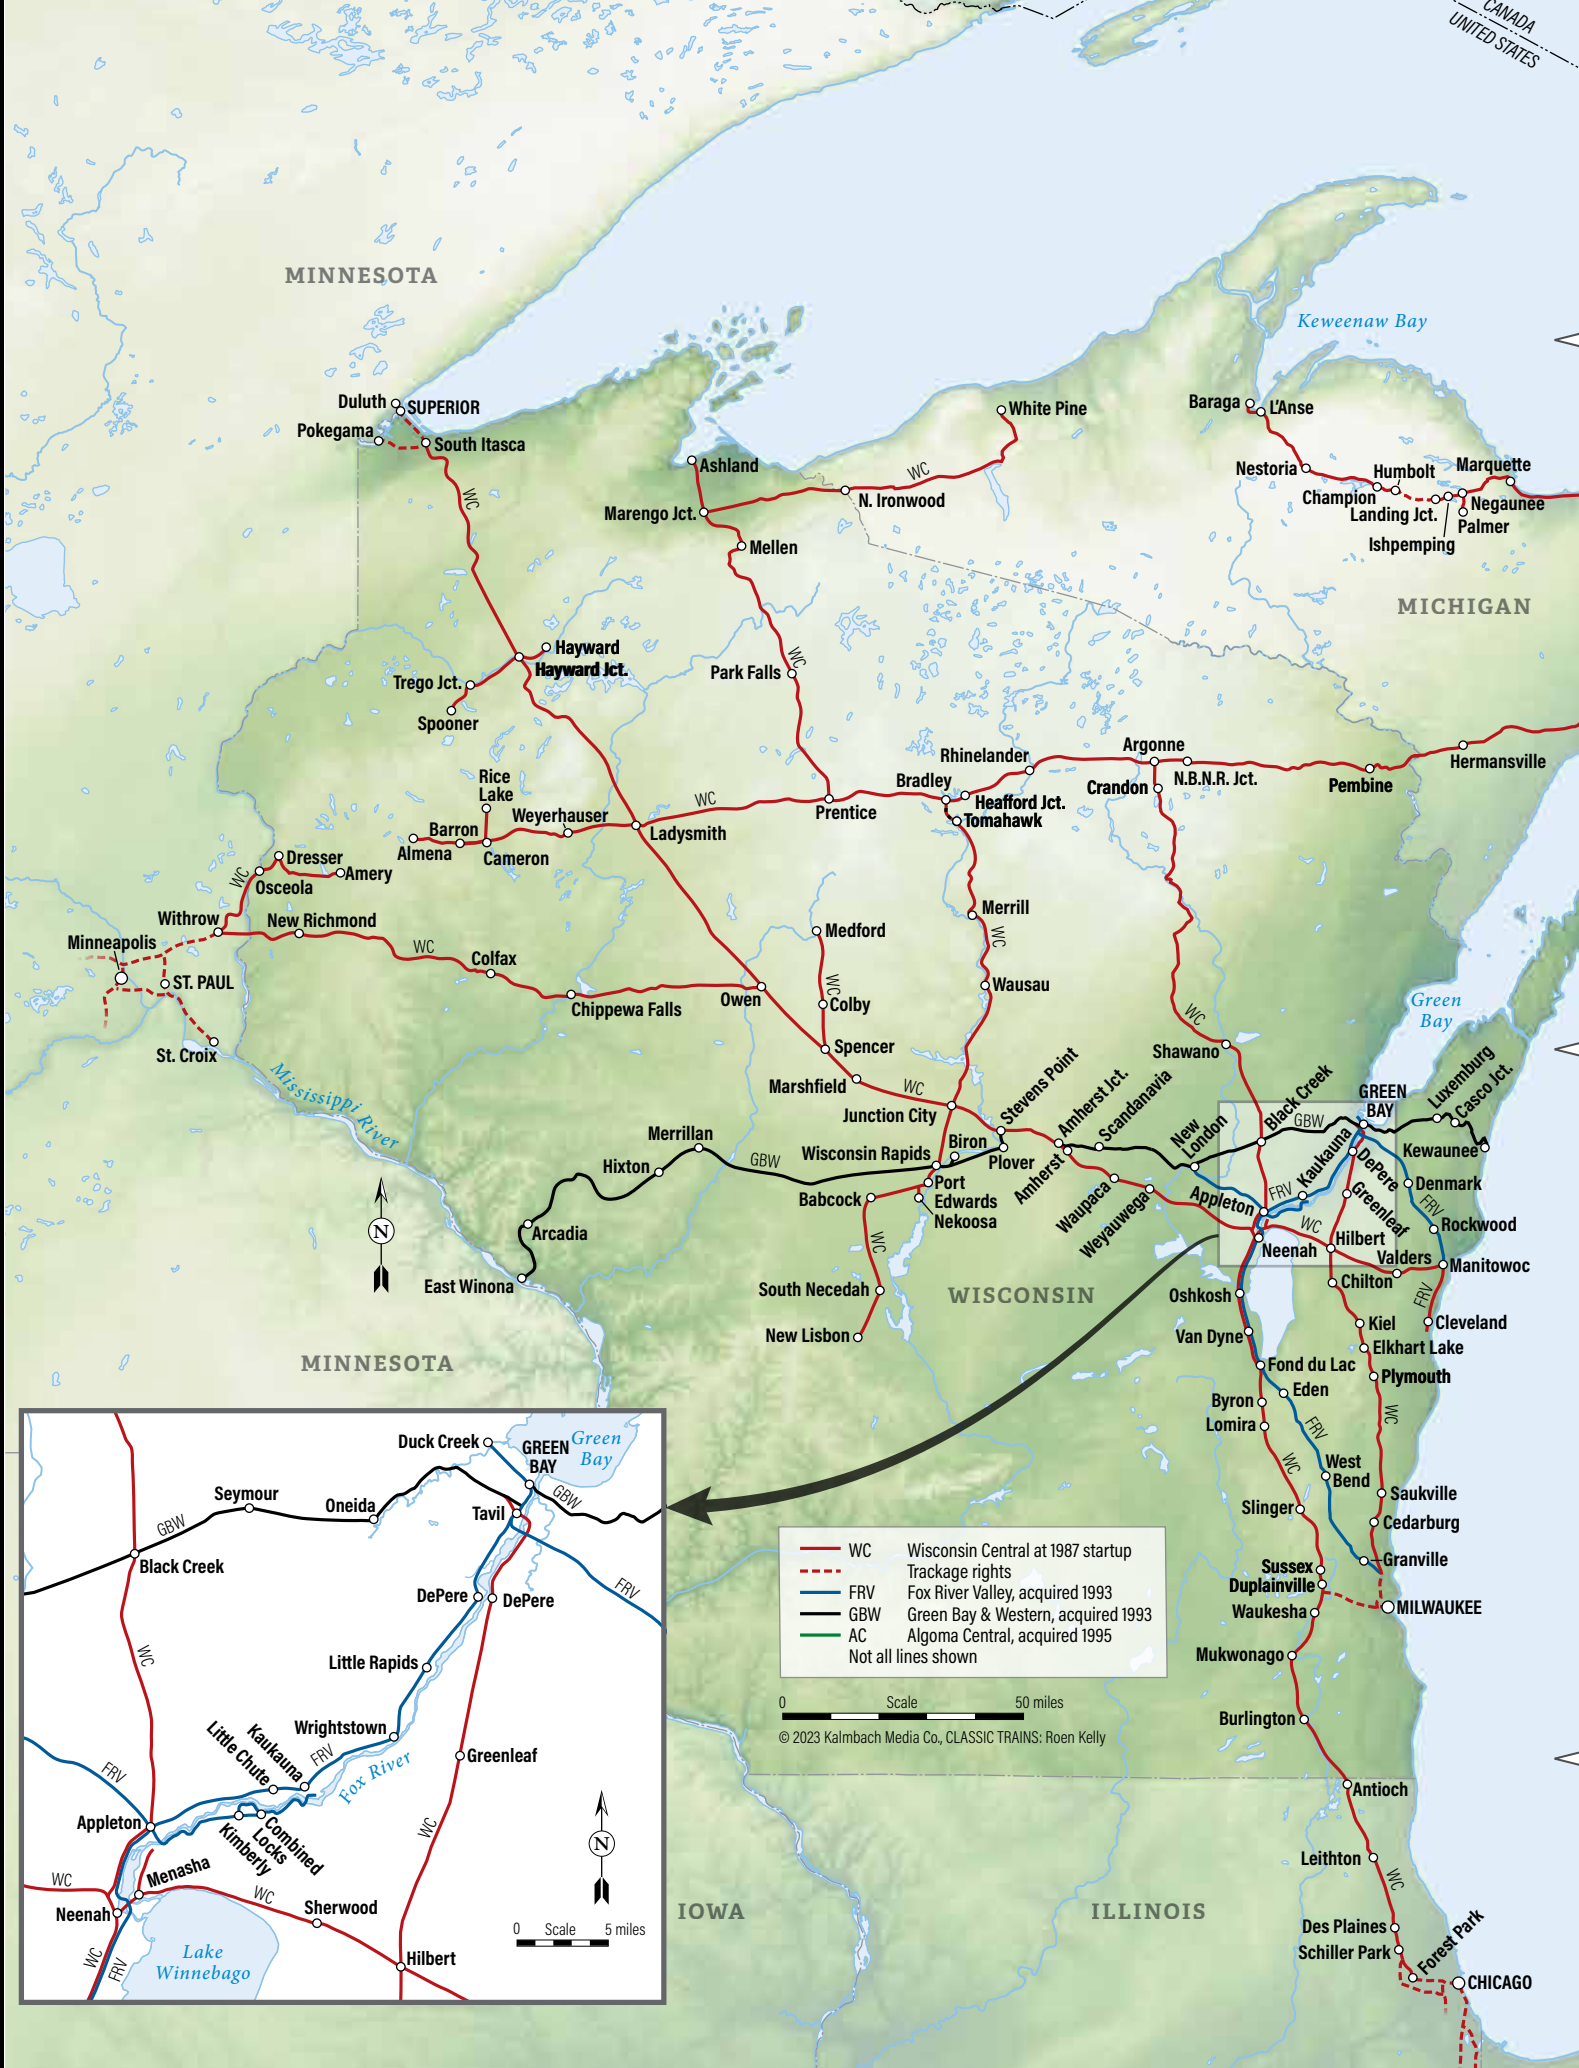 CANADA
UNITED STATES
MINNESOTA
Keweenaw Bay
Duluth
SUPERIOR
Pokegama
South Itasca
WC
White Pine
Baraga
L'Anse
Ashland
WC
N. Ironwood
Marengo Jct.
Mellen
Nestoria
Humbolt
Marquette
Champion
Landing Jct.
Negaunee
Palmer
Ishpemping
MICHIGAN
Hayward
Hayward Jct.
Trego Jct.
Spooner
WC
Park Falls
Rhinelander
Argonne
Hermansville
Bradley
Crandon
N.B.N.R. Jct.
Pembine
Heafford Jct.
Tomahawk
Rice
Lake
Weyerhauser
WC
Prentice
Barron
Almena
Cameron
Ladysmith
Dresser
WC
Osceola
Amery
Withrow
New Richmond
WC
Minneapolis
Colfax
ST. PAUL
Chippewa Falls
Owen
St. Croix
Medford
WC
Colby
Spencer
Merrill
WC
Wausau
Green
Bay
WC
Shawano
Mississippi River
Marshfield
WC
Junction City
Stevens Point
Amherst Jct.
Scandanavia
New
London
Black Creek
GBW
GREEN
BAY
Luxemburg
Casco Jct.
Kewaunee
Merrillan
Hixton
GBW
Wisconsin Rapids
Biron
Plover
Amherst
Waupaca
Weyauwega
Appleton
FRV
Kaukauna
DePere
Greenleaf
Denmark
FRV
Rockwood
Babcock
Port
Edwards
Nekoosa
WC
N
Arcadia
East Winona
South Necedah
New Lisbon
WISCONSIN
WC
Neenah
Hilbert
Valders
Manitowoc
Chilton
FRV
Oshkosh
Van Dyne
Kiel
Cleveland
Elkhart Lake
Fond du Lac
Plymouth
Eden
Byron
Lomira
FRV
WC
WC
West
Bend
Slinger
Saukville
Cedarburg
Granville
Sussex
Duplainville
MILWAUKEE
Waukesha
Mukwonago
Burlington
Antioch
Leithton
WC
Des Plaines
Schiller Park
Forest Park
CHICAGO
MINNESOTA
IOWA
ILLINOIS
Duck Creek
GREEN
BAY
Green
Bay
Seymour
Oneida
Tavil
GBW
GBW
Black Creek
DePere
DePere
FRV
WC
Little Rapids
Wrightstown
Little Chute
Kaukauna
FRV
Fox River
Greenleaf
FRV
Appleton
Kimberly
Combined
Locks
WC
N
WC
Menasha
WC
Neenah
Sherwood
Hilbert
WC
FRV
Lake
Winnebago
0 Scale 5 miles
WC Wisconsin Central at 1987 startup
Trackage rights
FRV Fox River Valley, acquired 1993
GBW Green Bay & Western, acquired 1993
AC Algoma Central, acquired 1995
Not all lines shown
0 Scale 50 miles
© 2023 Kalmbach Media Co., CLASSIC TRAINS: Roen Kelly